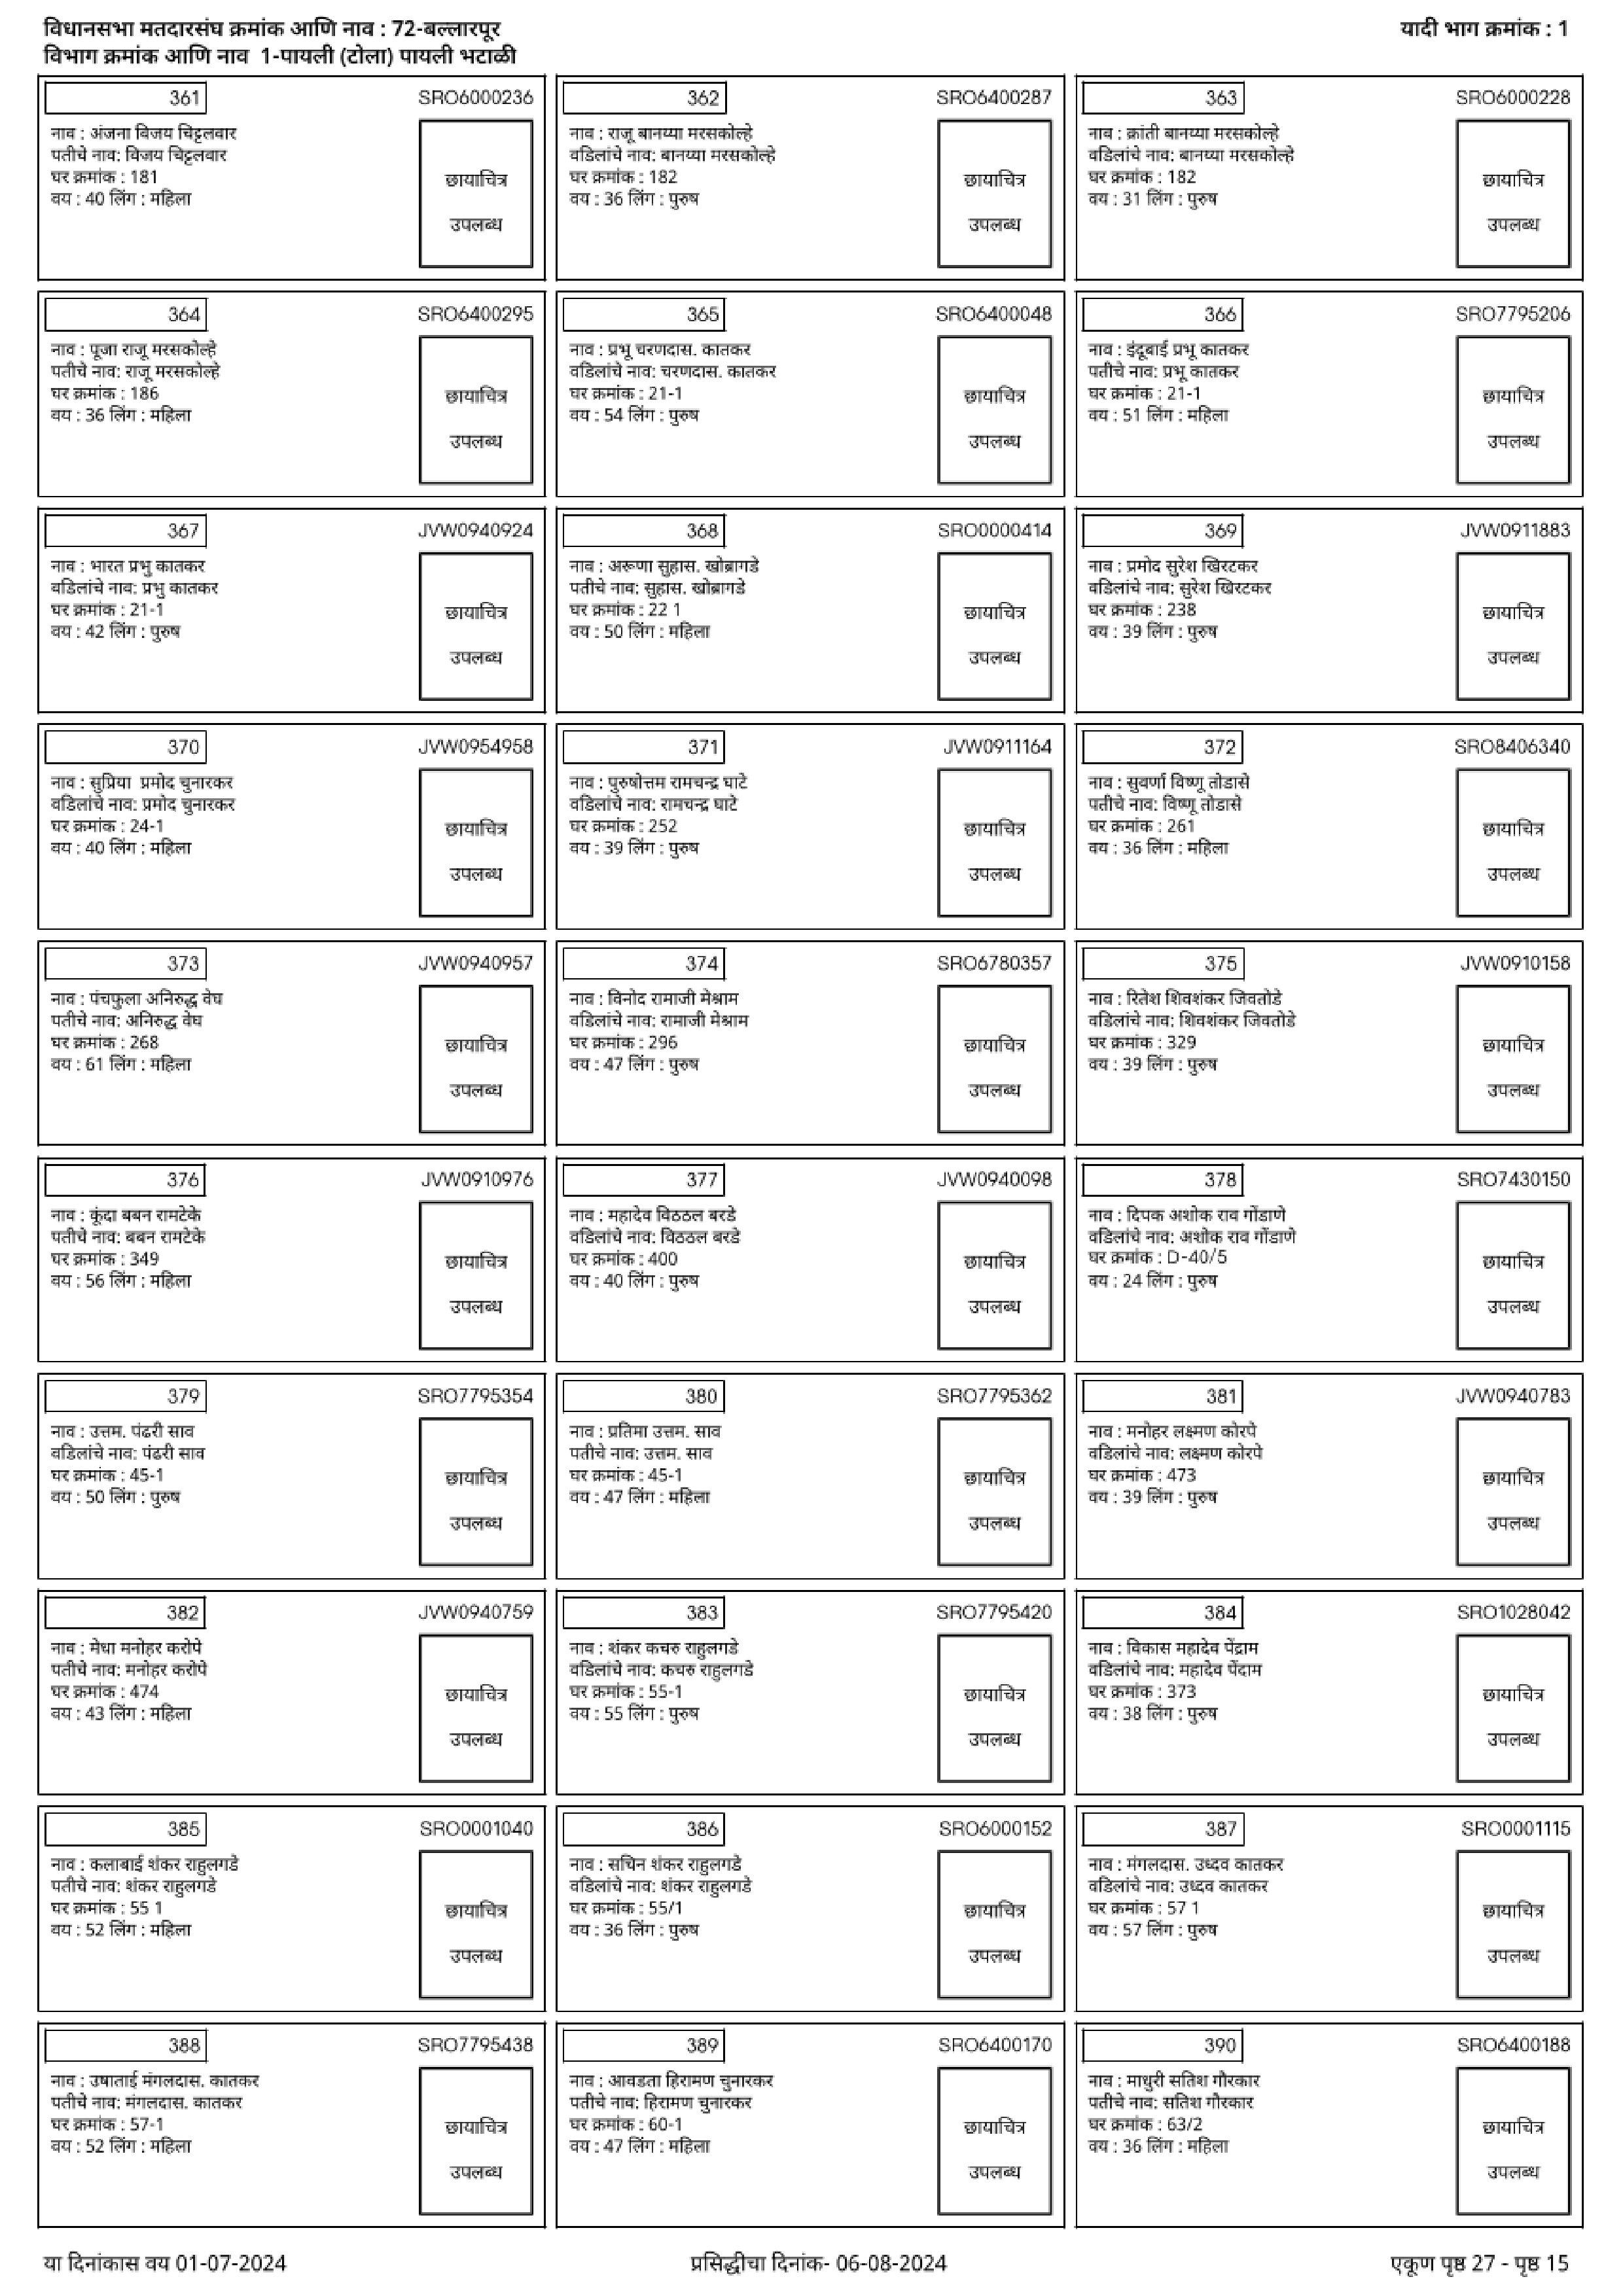 विधानसभा मतदारसंघ क्रमांक आणि नाव : 72-बल्लारपूर
यादी भाग क्रमांक : 1
विभाग क्रमांक आणि नाव 1-पायली (टोला) पायली भटाळी
361 SRO6000236
नाव : अंजना विजय चिट्टलवार
पतीचे नाव: विजय चिट्टलवार
घर क्रमांक : 181
वय : 40 लिंग : महिला
छायाचित्र
उपलब्ध
362 SRO6400287
नाव : राजू बानय्या मरसकोल्हे
वडिलांचे नाव: बानय्या मरसकोल्हे
घर क्रमांक : 182
वय : 36 लिंग : पुरुष
छायाचित्र
उपलब्ध
363 SRO6000228
नाव : क्रांती बानय्या मरसकोल्हे
वडिलांचे नाव: बानय्या मरसकोल्हे
घर क्रमांक : 182
वय : 31 लिंग : पुरुष
छायाचित्र
उपलब्ध
364 SRO6400295
नाव : पूजा राजू मरसकोल्हे
पतीचे नाव: राजू मरसकोल्हे
घर क्रमांक : 186
वय : 36 लिंग : महिला
छायाचित्र
उपलब्ध
365 SRO6400048
नाव : प्रभू चरणदास. कातकर
वडिलांचे नाव: चरणदास. कातकर
घर क्रमांक : 21-1
वय : 54 लिंग : पुरुष
छायाचित्र
उपलब्ध
366 SRO7795206
नाव : इंदूबाई प्रभू कातकर
पतीचे नाव: प्रभू कातकर
घर क्रमांक : 21-1
वय : 51 लिंग : महिला
छायाचित्र
उपलब्ध
367 JVW0940924
नाव : भारत प्रभु कातकर
वडिलांचे नाव: प्रभु कातकर
घर क्रमांक : 21-1
वय : 42 लिंग : पुरुष
छायाचित्र
उपलब्ध
368 SRO0000414
नाव : अरूणा सुहास. खोब्रागडे
पतीचे नाव: सुहास. खोब्रागडे
घर क्रमांक : 22 1
वय : 50 लिंग : महिला
छायाचित्र
उपलब्ध
369 JVW0911883
नाव : प्रमोद सुरेश खिरटकर
वडिलांचे नाव: सुरेश खिरटकर
घर क्रमांक : 238
वय : 39 लिंग : पुरुष
छायाचित्र
उपलब्ध
370 JVW0954958
नाव : सुप्रिया प्रमोद चुनारकर
वडिलांचे नाव: प्रमोद चुनारकर
घर क्रमांक : 24-1
वय : 40 लिंग : महिला
छायाचित्र
उपलब्ध
371 JVW0911164
नाव : पुरुषोत्तम रामचन्द्र घाटे
वडिलांचे नाव: रामचन्द्र घाटे
घर क्रमांक : 252
वय : 39 लिंग : पुरुष
छायाचित्र
उपलब्ध
372 SRO8406340
नाव : सुवर्णा विष्णू तोडासे
पतीचे नाव: विष्णू तोडासे
घर क्रमांक : 261
वय : 36 लिंग : महिला
छायाचित्र
उपलब्ध
373 JVW0940957
नाव : पंचफुला अनिरुद्ध वेघ
पतीचे नाव: अनिरुद्ध वेघ
घर क्रमांक : 268
वय : 61 लिंग : महिला
छायाचित्र
उपलब्ध
374 SRO6780357
नाव : विनोद रामाजी मेश्राम
वडिलांचे नाव: रामाजी मेश्राम
घर क्रमांक : 296
वय : 47 लिंग : पुरुष
छायाचित्र
उपलब्ध
375 JVW0910158
नाव : रितेश शिवशंकर जिवतोडे
वडिलांचे नाव: शिवशंकर जिवतोडे
घर क्रमांक : 329
वय : 39 लिंग : पुरुष
छायाचित्र
उपलब्ध
376 JVW0910976
नाव : कूंदा बबन रामटेके
पतीचे नाव: बबन रामटेके
घर क्रमांक : 349
वय : 56 लिंग : महिला
छायाचित्र
उपलब्ध
377 JVW0940098
नाव : महादेव विठठल बरडे
वडिलांचे नाव: विठठल बरडे
घर क्रमांक : 400
वय : 40 लिंग : पुरुष
छायाचित्र
उपलब्ध
378 SRO7430150
नाव : दिपक अशोक राव गोंडाणे
वडिलांचे नाव: अशोक राव गोंडाणे
घर क्रमांक : D-40/5
वय : 24 लिंग : पुरुष
छायाचित्र
उपलब्ध
379 SRO7795354
नाव : उत्तम. पंढरी साव
वडिलांचे नाव: पंढरी साव
घर क्रमांक : 45-1
वय : 50 लिंग : पुरुष
छायाचित्र
उपलब्ध
380 SRO7795362
नाव : प्रतिमा उत्तम. साव
पतीचे नाव: उत्तम. साव
घर क्रमांक : 45-1
वय : 47 लिंग : महिला
छायाचित्र
उपलब्ध
381 JVW0940783
नाव : मनोहर लक्ष्मण कोरपे
वडिलांचे नाव: लक्ष्मण कोरपे
घर क्रमांक : 473
वय : 39 लिंग : पुरुष
छायाचित्र
उपलब्ध
382 JVW0940759
नाव : मेधा मनोहर करोपे
पतीचे नाव: मनोहर करोपे
घर क्रमांक : 474
वय : 43 लिंग : महिला
छायाचित्र
उपलब्ध
383 SRO7795420
नाव : शंकर कचरु राहुलगडे
वडिलांचे नाव: कचरु राहुलगडे
घर क्रमांक : 55-1
वय : 55 लिंग : पुरुष
छायाचित्र
उपलब्ध
384 SRO1028042
नाव : विकास महादेव पेंद्राम
वडिलांचे नाव: महादेव पेंदाम
घर क्रमांक : 373
वय : 38 लिंग : पुरुष
छायाचित्र
उपलब्ध
385 SRO0001040
नाव : कलाबाई शंकर राहुलगडे
पतीचे नाव: शंकर राहुलगडे
घर क्रमांक : 55 1
वय : 52 लिंग : महिला
छायाचित्र
उपलब्ध
386 SRO6000152
नाव : सचिन शंकर राहुलगडे
वडिलांचे नाव: शंकर राहुलगडे
घर क्रमांक : 55/1
वय : 36 लिंग : पुरुष
छायाचित्र
उपलब्ध
387 SRO0001115
नाव : मंगलदास. उध्दव कातकर
वडिलांचे नाव: उध्दव कातकर
घर क्रमांक : 57 1
वय : 57 लिंग : पुरुष
छायाचित्र
उपलब्ध
388 SRO7795438
नाव : उषाताई मंगलदास. कातकर
पतीचे नाव: मंगलदास. कातकर
घर क्रमांक : 57-1
वय : 52 लिंग : महिला
छायाचित्र
उपलब्ध
389 SRO6400170
नाव : आवडता हिरामण चुनारकर
पतीचे नाव: हिरामण चुनारकर
घर क्रमांक : 60-1
वय : 47 लिंग : महिला
छायाचित्र
उपलब्ध
390 SRO6400188
नाव : माधुरी सतिश गौरकार
पतीचे नाव: सतिश गौरकार
घर क्रमांक : 63/2
वय : 36 लिंग : महिला
छायाचित्र
उपलब्ध
या दिनांकास वय 01-07-2024
प्रसिद्धीचा दिनांक- 06-08-2024
एकूण पृष्ठ 27 - पृष्ठ 15